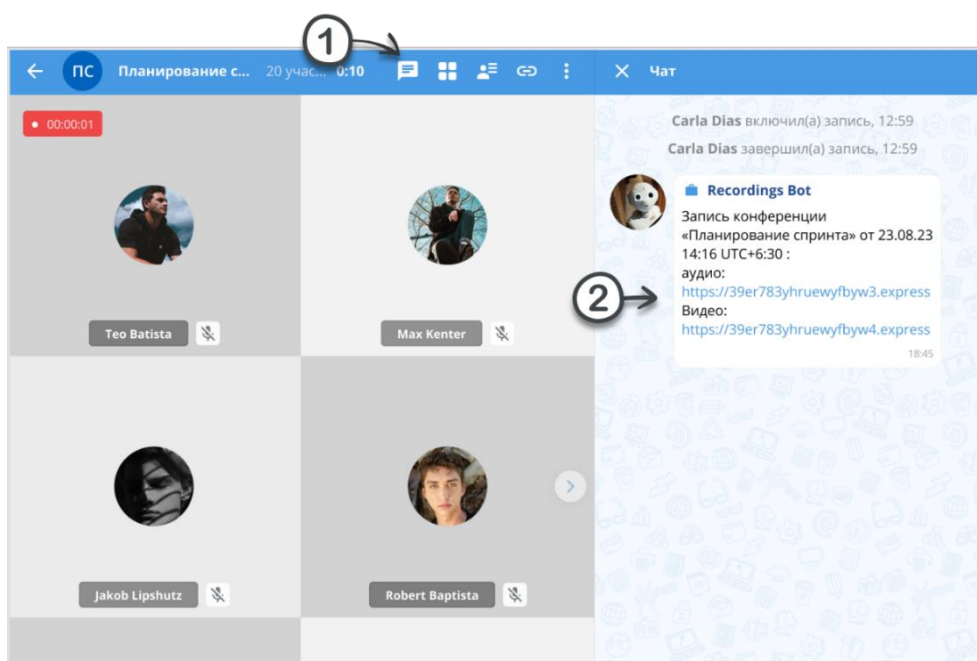 1
ПС Планирование с... 20 учас... 0:10
Чат
00:00:01
Carla Dias включил(а) запись, 12:59
Carla Dias завершил(а) запись, 12:59
Recordings Bot
Запись конференции
«Планирование спринта» от 23.08.23
14:16 UTC+6:30 :
аудио:
2
https://39er783yhruewyfbyw3.express
Видео:
https://39er783yhruewyfbyw4.express
18:45
Teo Batista
Max Kenter
Jakob Lipshutz
Robert Baptista